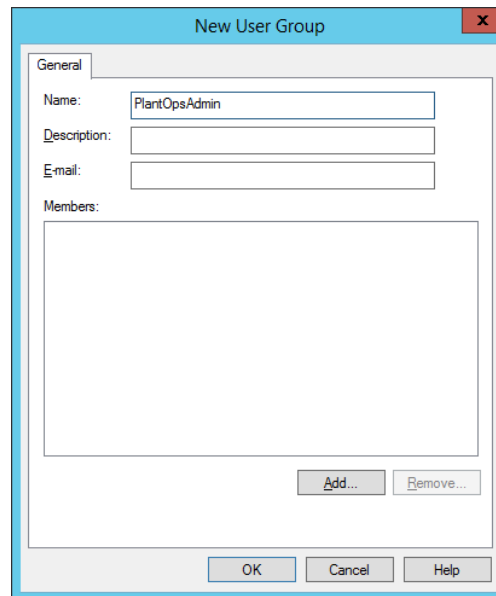 New User Group
x
General
Name: PlantOpsAdmin
Description:
E-mail:
Members:
Add... Remove...
OK Cancel Help